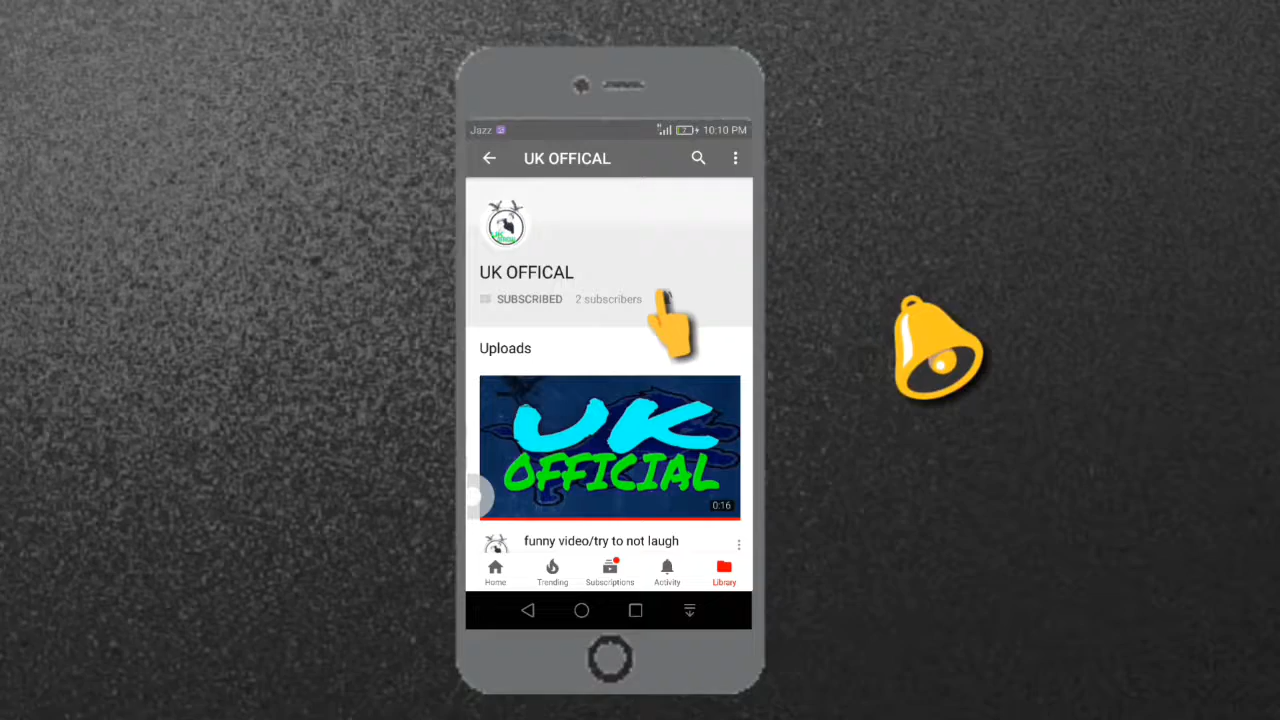 Jazz
10:10 PM
UK OFFICAL
UK OFFICAL
SUBSCRIBED 2 subscribers
Uploads
UK
OFFICIAL
0:16
funny video/try to not laugh
Home Trending Subscriptions Activity Library